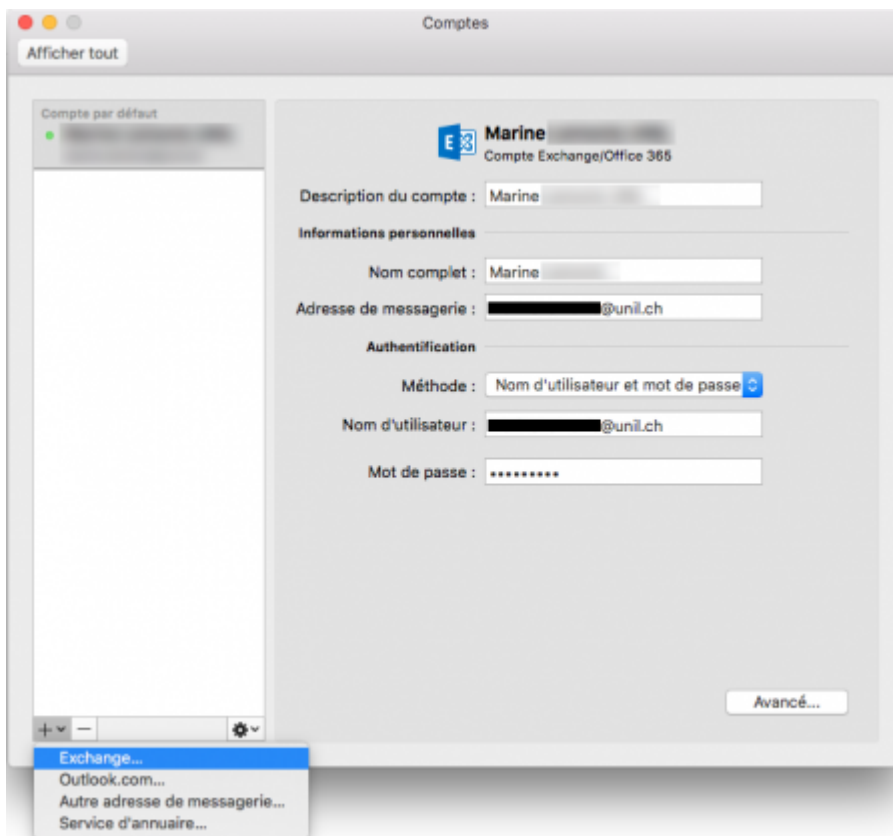 Comptes
Afficher tout
Compte par défaut
Marine
Compte Exchange/Office 365
Description du compte : Marine
Informations personnelles
Nom complet : Marine
Adresse de messagerie : @unil.ch
Authentification
Méthode : Nom d'utilisateur et mot de passe
Nom d'utilisateur : @unil.ch
Mot de passe : •••••••••
Avancé...
Exchange...
Outlook.com...
Autre adresse de messagerie...
Service d'annuaire...